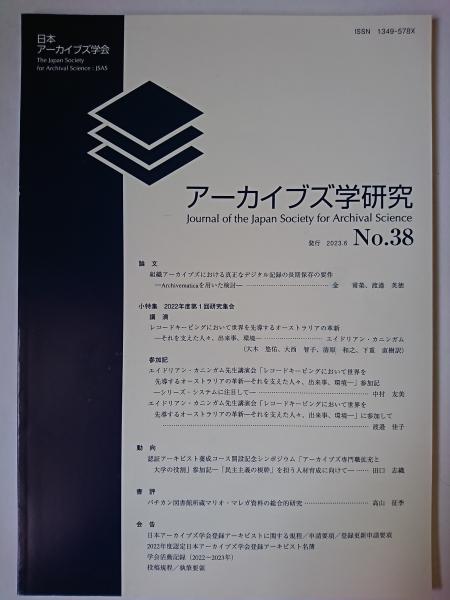 ISSN 1349-578X
日本
アーカイブズ学会
The Japan Society
for Archival Science : JSAS
アーカイブズ学研究
Journal of the Japan Society for Archival Science
発行 2023.6 No.38
論 文
組織アーカイブズにおける真正なデジタル記録の長期保存の要件
―Archivematicaを用いた検討― 金 甫榮、渡邉 英徳
小特集 2022年度第1回研究集会
講 演
レコードキーピングにおいて世界を先導するオーストラリアの革新
―それを支えた人々、出来事、環境― エイドリアン・カニンガム
(大木 悠佑、大西 智子、清原 和之、下重 直樹訳)
参加記
エイドリアン・カニンガム先生講演会「レコードキーピングにおいて世界を
先導するオーストラリアの革新―それを支えた人々、出来事、環境―」参加記
―シリーズ・システムに注目して― 中村 友美
エイドリアン・カニンガム先生講演会「レコードキーピングにおいて世界を
先導するオーストラリアの革新―それを支えた人々、出来事、環境―」に参加して
渡邉 佳子
動 向
認証アーキビスト養成コース開設記念シンポジウム「アーカイブズ専門職拡充と
大学の役割」参加記―「民主主義の根幹」を担う人材育成に向けて― 田口 志織
書 評
バチカン図書館所蔵マリオ・マレガ資料の総合的研究 高山 征季
会 告
日本アーカイブズ学会登録アーキビストに関する規程／申請要項／登録更新申請要項
2022年度認定日本アーカイブズ学会登録アーキビスト名簿
学会活動記録(2022～2023年)
投稿規程／執筆要領